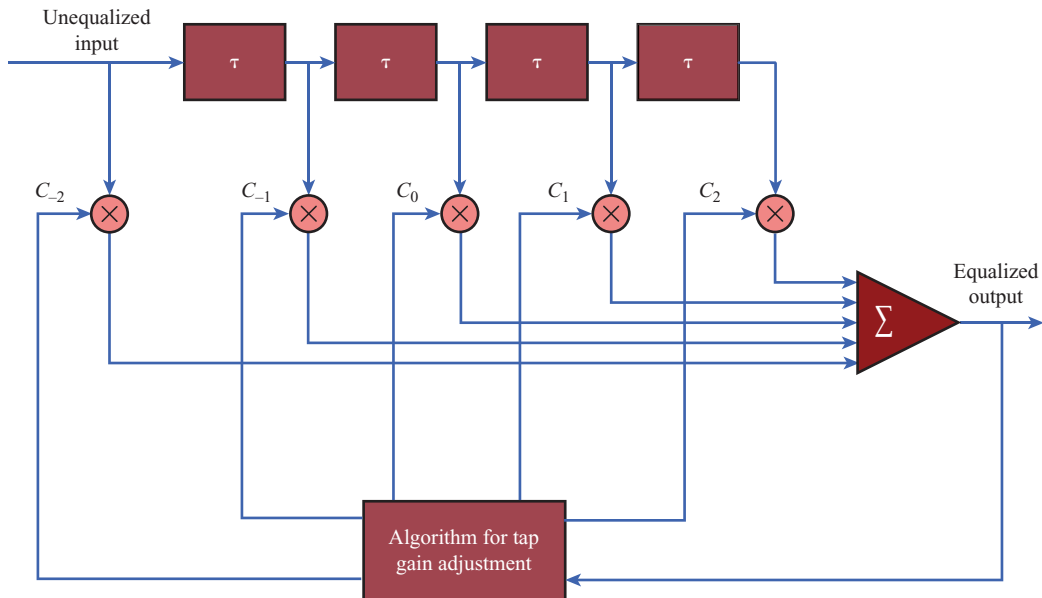 Unequalized
input
τ
τ
τ
τ
C–2
C–1
C0
C1
C2
Equalized
output
∑
Algorithm for tap
gain adjustment